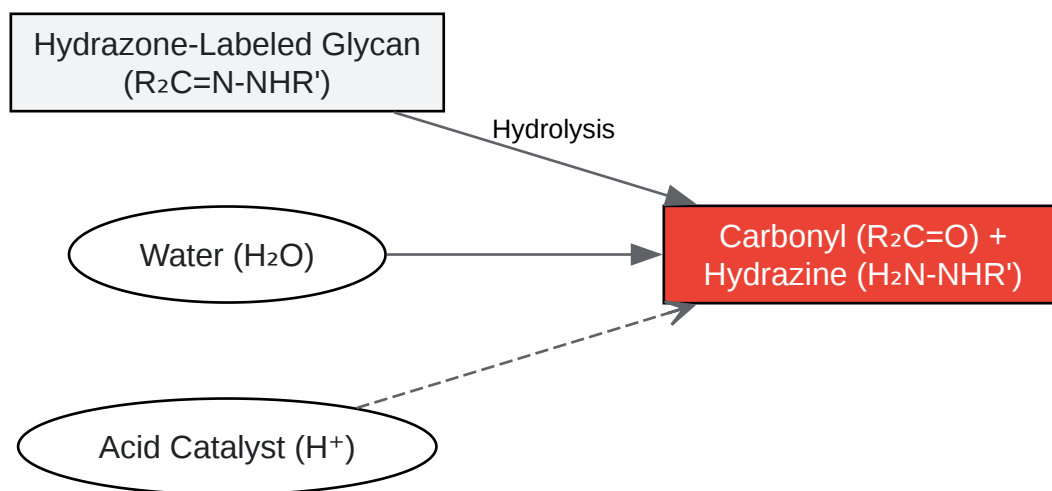 Hydrazone-Labeled Glycan
(R₂C=N-NHR')
Hydrolysis
Water (H₂O)
Carbonyl (R₂C=O) +
Hydrazine (H₂N-NHR')
Acid Catalyst (H⁺)